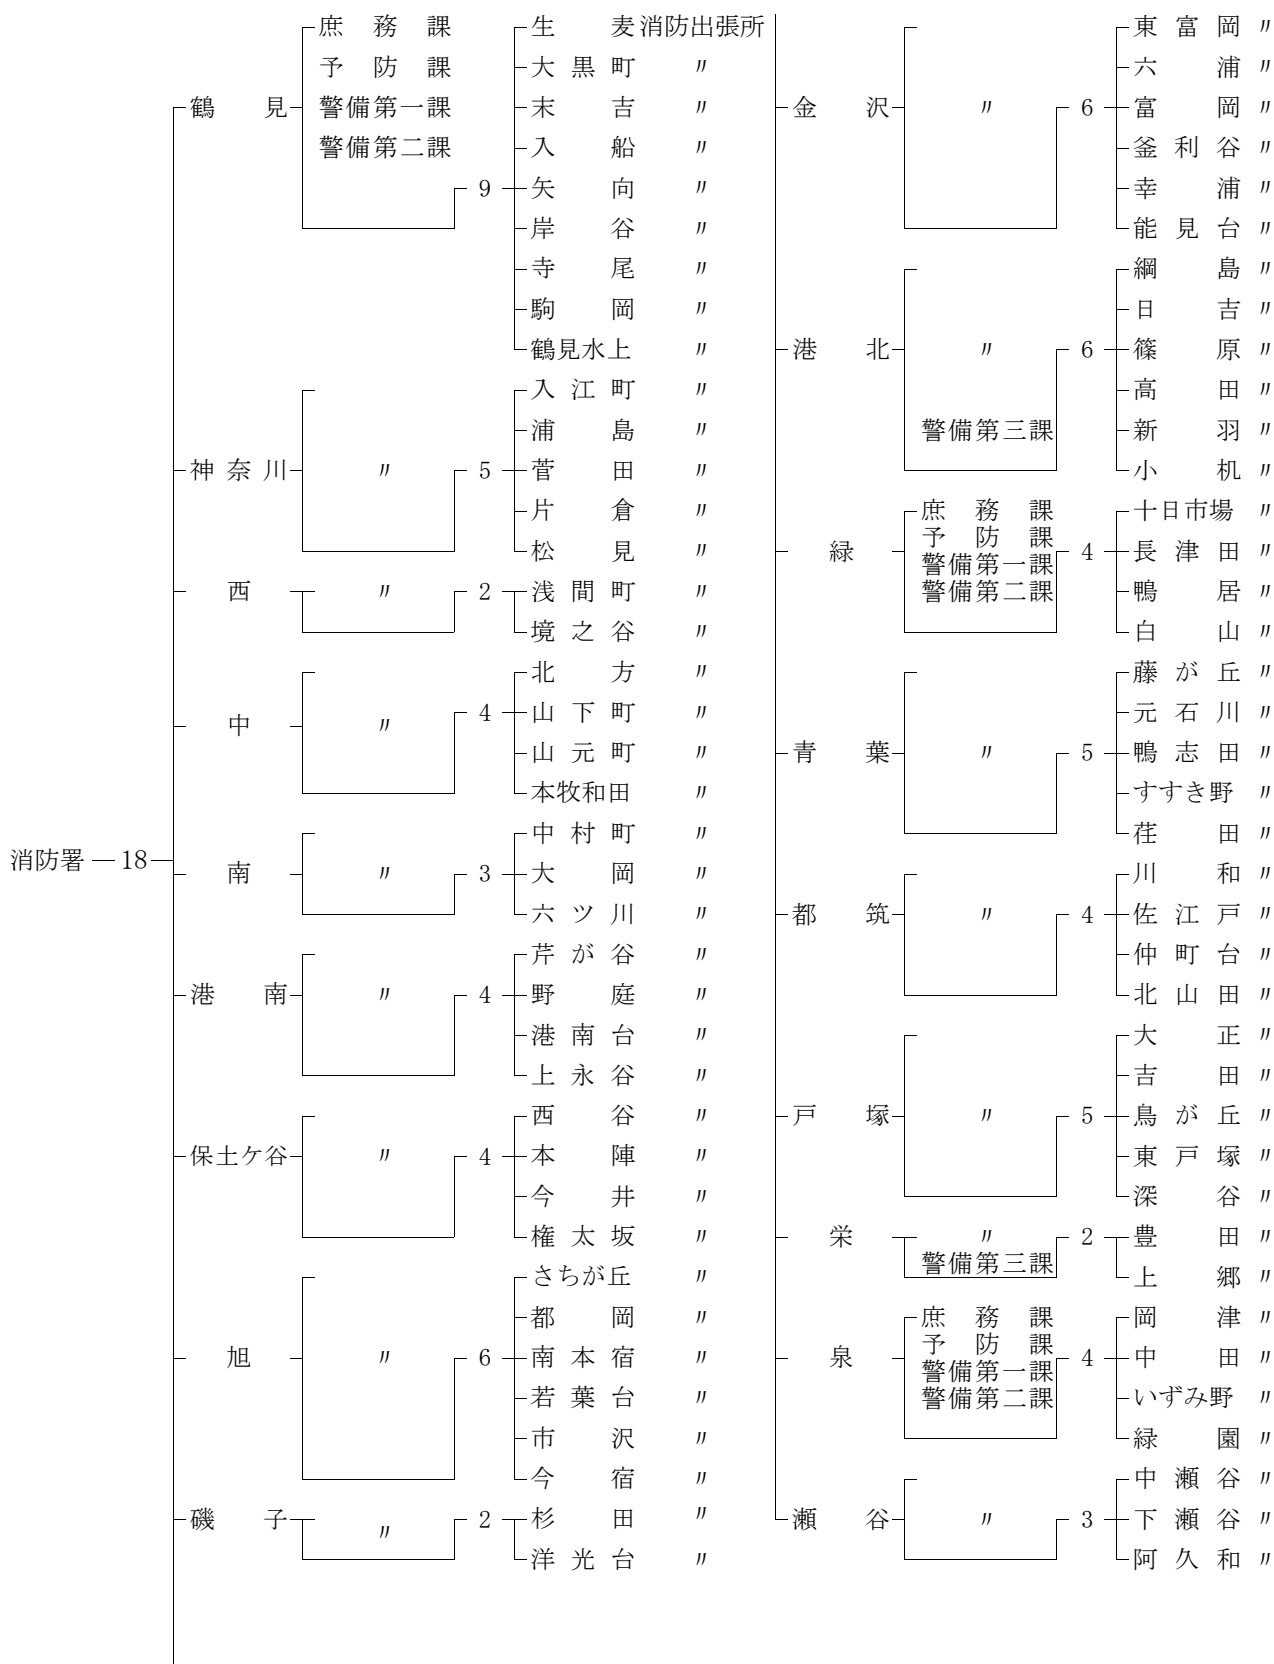 消防署 18
鶴見
庶務課
予防課
警備第一課
警備第二課
9
生麦消防出張所
大黒町 〃
末吉 〃
入船 〃
矢向 〃
岸谷 〃
寺尾 〃
駒岡 〃
鶴見水上 〃
神奈川 〃 5
入江町 〃
浦島 〃
菅田 〃
片倉 〃
松見 〃
西 〃 2
浅間町 〃
境之谷 〃
中 〃 4
北方 〃
山下町 〃
山元町 〃
本牧和田 〃
南 〃 3
中村町 〃
大岡 〃
六ツ川 〃
港南 〃 4
芹が谷 〃
野庭 〃
港南台 〃
上永谷 〃
保土ケ谷 〃 4
西谷 〃
本陣 〃
今井 〃
権太坂 〃
旭 〃 6
さちが丘 〃
都岡 〃
南本宿 〃
若葉台 〃
市沢 〃
今宿 〃
磯子 〃 2
杉田 〃
洋光台 〃
金沢 〃 6
東富岡 〃
六浦 〃
富岡 〃
釜利谷 〃
幸浦 〃
能見台 〃
港北 〃 6
警備第三課
綱島 〃
日吉 〃
篠原 〃
高田 〃
新羽 〃
小机 〃
緑
庶務課
予防課
警備第一課
警備第二課
4
十日市場 〃
長津田 〃
鴨居 〃
白山 〃
青葉 〃 5
藤が丘 〃
元石川 〃
鴨志田 〃
すすき野 〃
荏田 〃
都筑 〃 4
川和 〃
佐江戸 〃
仲町台 〃
北山田 〃
戸塚 〃 5
大正 〃
吉田 〃
鳥が丘 〃
東戸塚 〃
深谷 〃
栄 〃 2
警備第三課
豊田 〃
上郷 〃
泉
庶務課
予防課
警備第一課
警備第二課
4
岡津 〃
中田 〃
いずみ野 〃
緑園 〃
瀬谷 〃 3
中瀬谷 〃
下瀬谷 〃
阿久和 〃